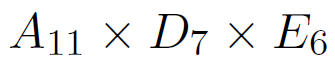 A₁₁ × D₇ × E₆